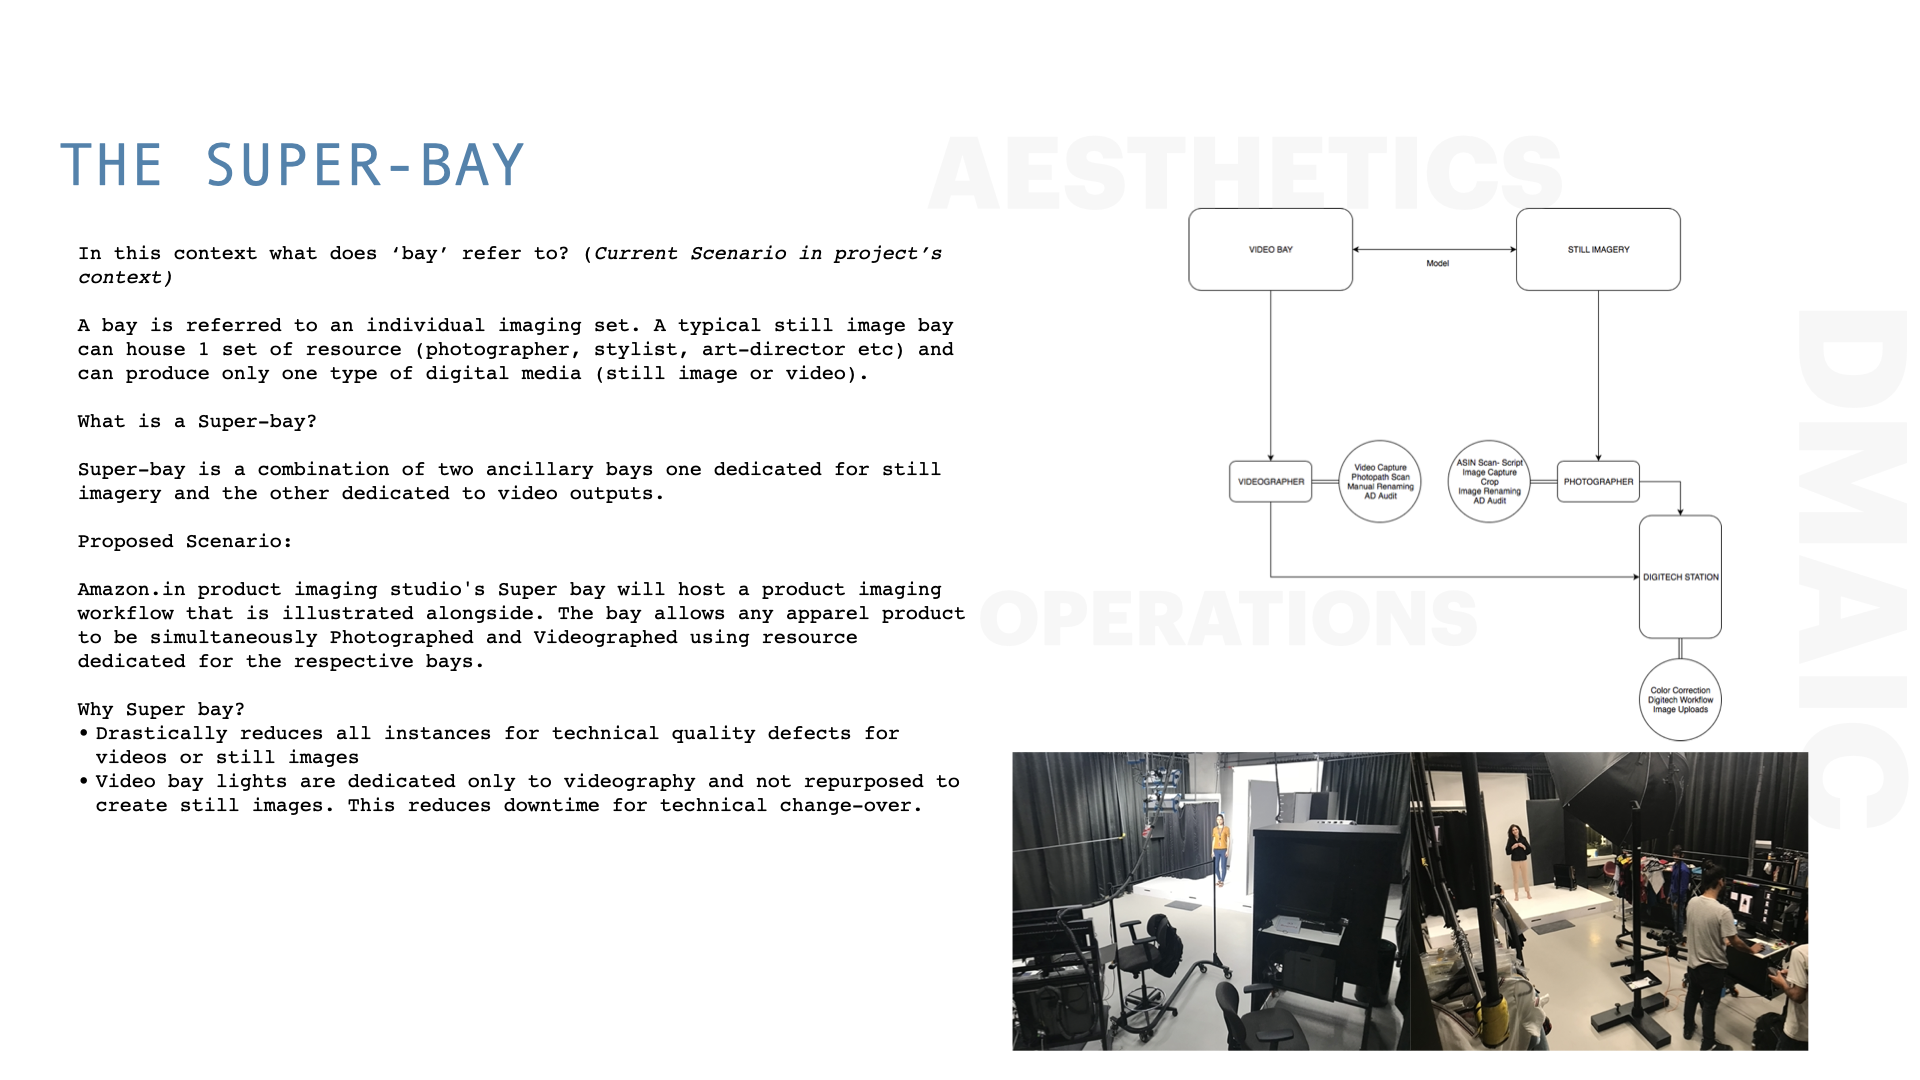 THE SUPER-BAY
In this context what does ‘bay’ refer to? (Current Scenario in project’s
context)
A bay is referred to an individual imaging set. A typical still image bay
can house 1 set of resource (photographer, stylist, art-director etc) and
can produce only one type of digital media (still image or video).
What is a Super-bay?
Super-bay is a combination of two ancillary bays one dedicated for still
imagery and the other dedicated to video outputs.
Proposed Scenario:
Amazon.in product imaging studio's Super bay will host a product imaging
workflow that is illustrated alongside. The bay allows any apparel product
to be simultaneously Photographed and Videographed using resource
dedicated for the respective bays.
Why Super bay?
• Drastically reduces all instances for technical quality defects for
videos or still images
• Video bay lights are dedicated only to videography and not repurposed to
create still images. This reduces downtime for technical change-over.
AESTHETICS
VIDEO BAY
Model
STILL IMAGERY
VIDEOGRAPHER
Video Capture
Photopath Scan
Manual Renaming
AD Audit
ASIN Scan- Script
Image Capture
Crop
Image Renaming
AD Audit
PHOTOGRAPHER
DIGITECH STATION
OPERATIONS
Color Correction
Digitech Workflow
Image Uploads
DMAIC